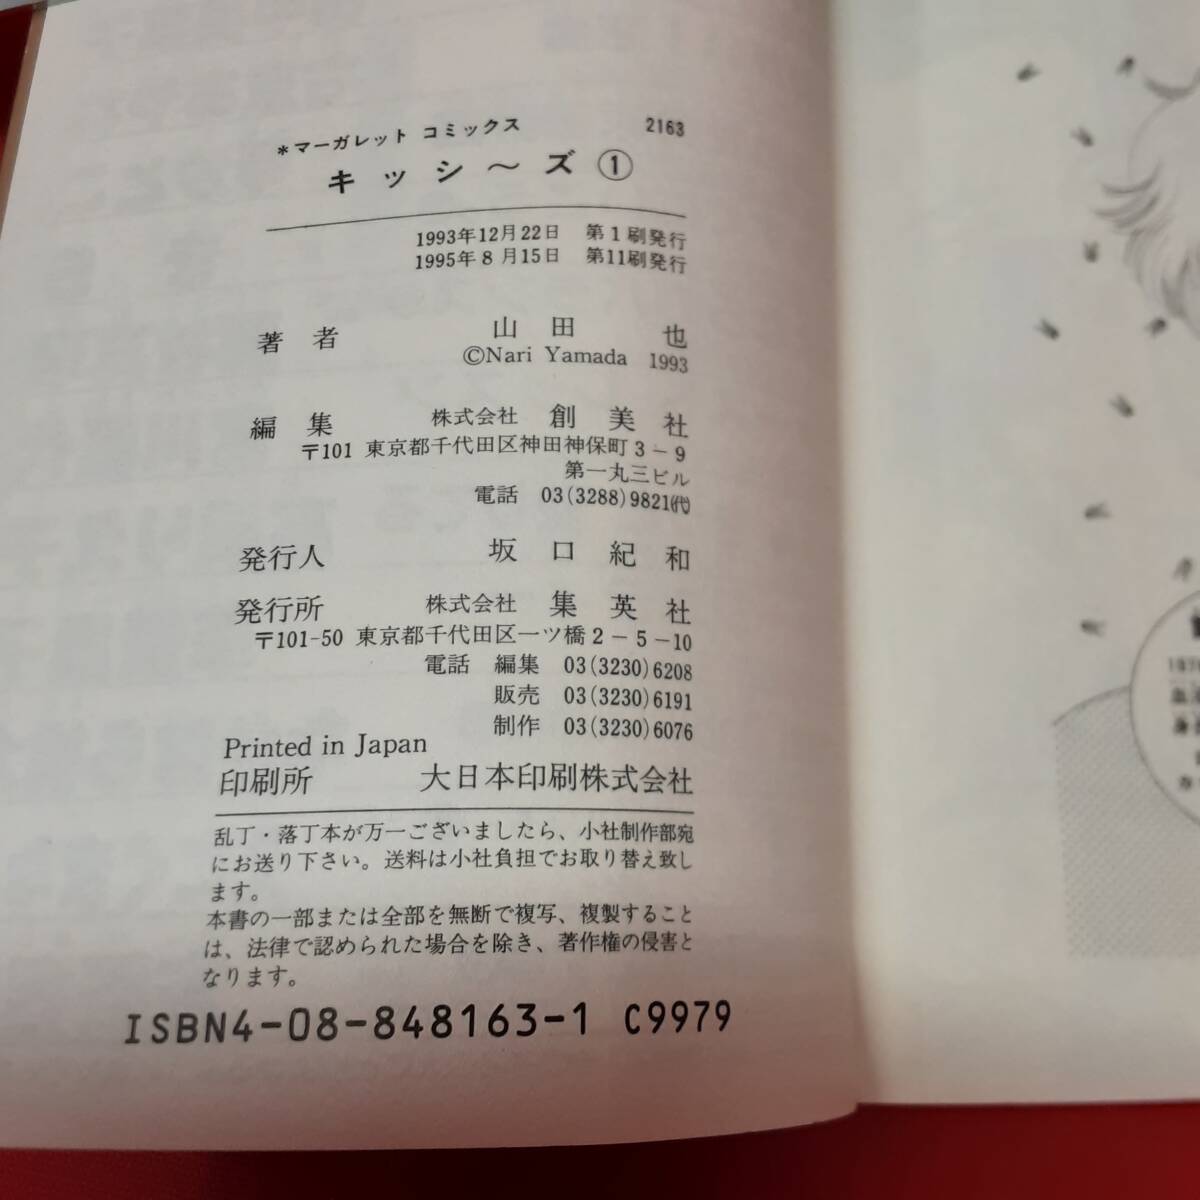 *マーガレット コミックス 2163
キッシ〜ズ①
1993年12月22日 第1刷発行
1995年8月15日 第11刷発行
著者 山田 也
©Nari Yamada 1993
編集 株式会社 創美社
〒101 東京都千代田区神田神保町3-9
第一丸三ビル
電話 03(3288)9821㈹
発行人 坂口紀和
発行所 株式会社 集英社
〒101-50 東京都千代田区一ツ橋2-5-10
電話 編集 03(3230)6208
販売 03(3230)6191
制作 03(3230)6076
Printed in Japan
印刷所 大日本印刷株式会社
乱丁・落丁本が万一ございましたら、小社制作部宛
にお送り下さい。送料は小社負担でお取り替え致し
ます。
本書の一部または全部を無断で複写、複製すること
は、法律で認められた場合を除き、著作権の侵害と
なります。
ISBN4-08-848163-1 C9979